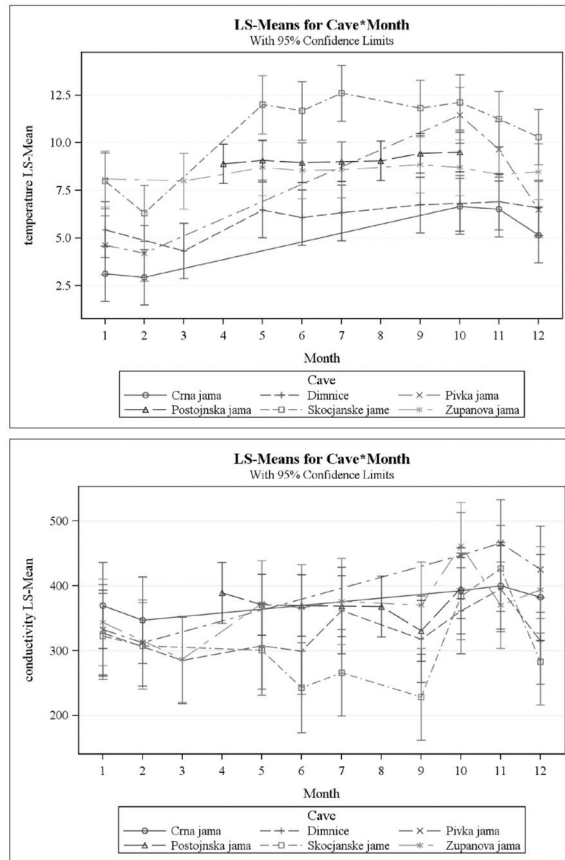 LS-Means for Cave*Month
With 95% Confidence Limits
temperature LS-Mean
12.5
10.0
7.5
5.0
2.5
1 2 3 4 5 6 7 8 9 10 11 12
Month
Cave
Crna jama Dimnice Pivka jama
Postojnska jama Skocjanske jame Zupanova jama
LS-Means for Cave*Month
With 95% Confidence Limits
conductivity LS-Mean
500
400
300
200
1 2 3 4 5 6 7 8 9 10 11 12
Month
Cave
Crna jama Dimnice Pivka jama
Postojnska jama Skocjanske jame Zupanova jama